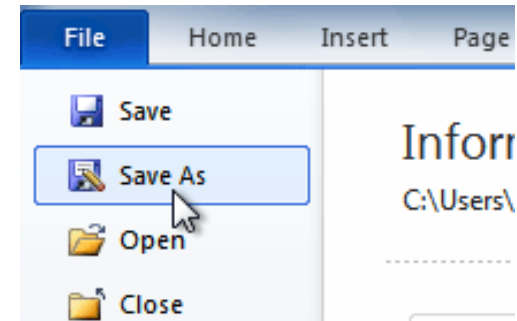 File Home Insert Page
Save
Save As
Open
Close
C:\Users\